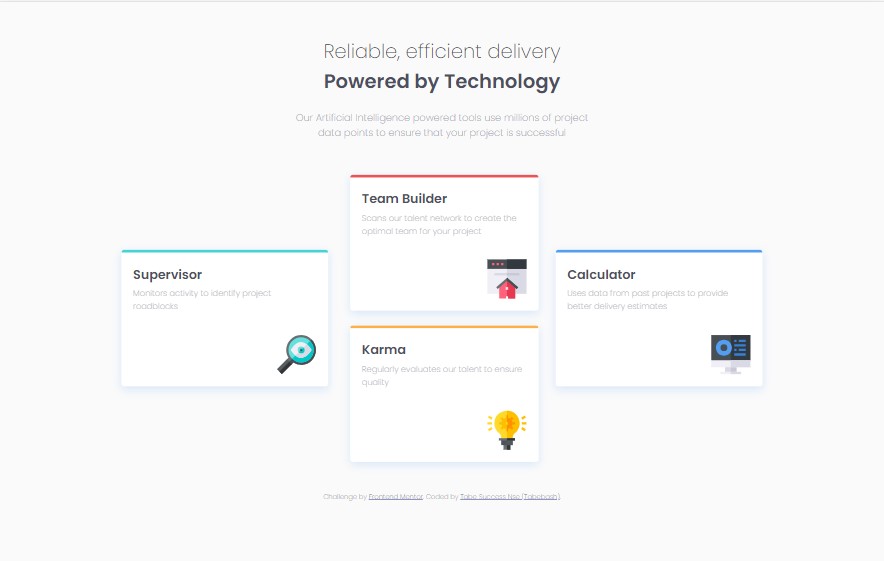 Reliable, efficient delivery
Powered by Technology
Our Artificial Intelligence powered tools use millions of project
data points to ensure that your project is successful
Supervisor
Monitors activity to identify project
roadblocks
Team Builder
Scans our talent network to create the
optimal team for your project
Karma
Regularly evaluates our talent to ensure
quality
Calculator
Uses data from past projects to provide
better delivery estimates
Challenge by Frontend Mentor. Coded by Tabe Success Nse (Tabebash).